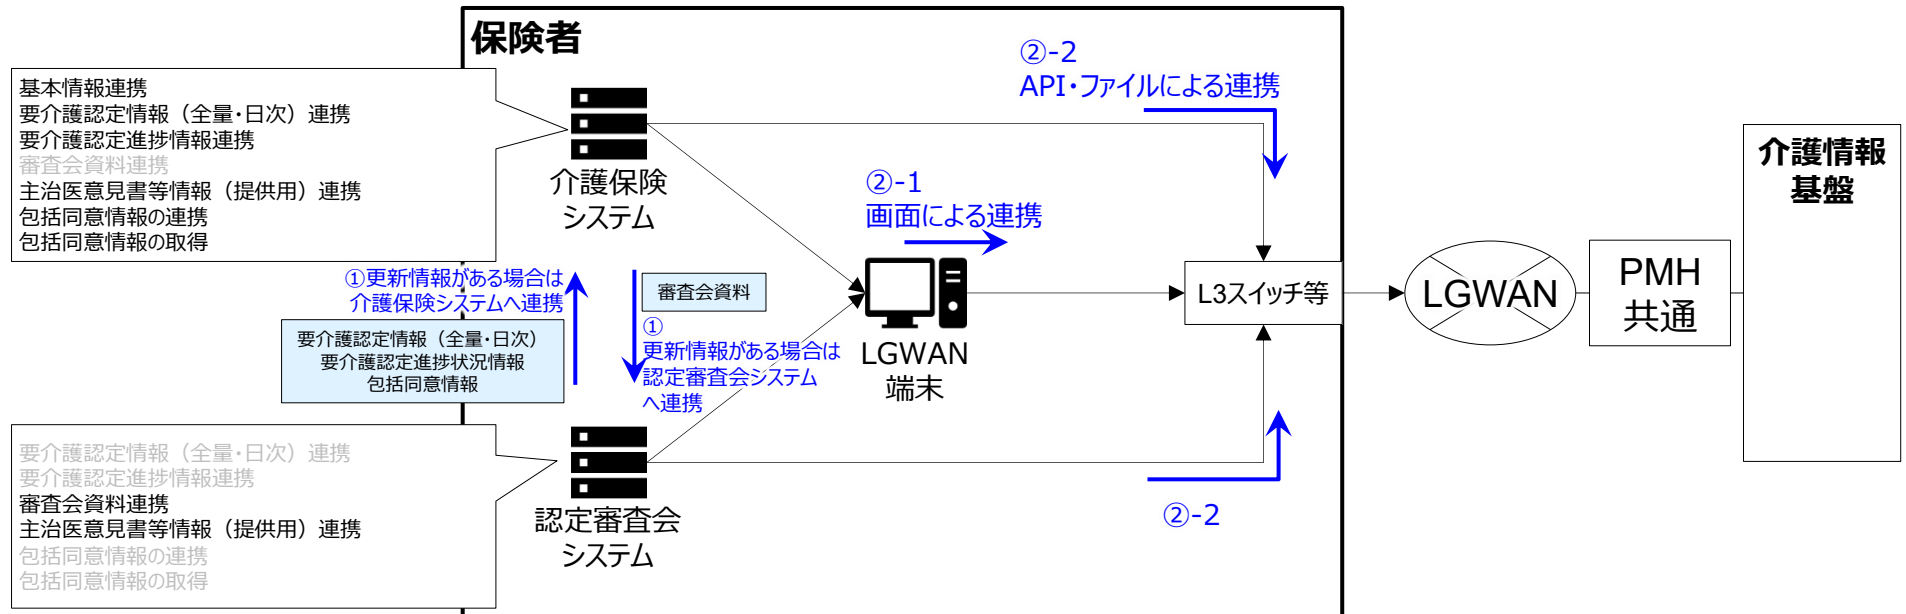 保険者
基本情報連携
要介護認定情報（全量・日次）連携
要介護認定進捗情報連携
審査会資料連携
主治医意見書等情報（提供用）連携
包括同意情報の連携
包括同意情報の取得
介護保険
システム
②-2
API・ファイルによる連携
②-1
画面による連携
介護情報
基盤
①更新情報がある場合は
介護保険システムへ連携
要介護認定情報（全量・日次）
要介護認定進捗状況情報
包括同意情報
審査会資料
①
更新情報がある場合は
認定審査会システム
へ連携
LGWAN
端末
L3スイッチ等
LGWAN
PMH
共通
要介護認定情報（全量・日次）連携
要介護認定進捗情報連携
審査会資料連携
主治医意見書等情報（提供用）連携
包括同意情報の連携
包括同意情報の取得
認定審査会
システム
②-2